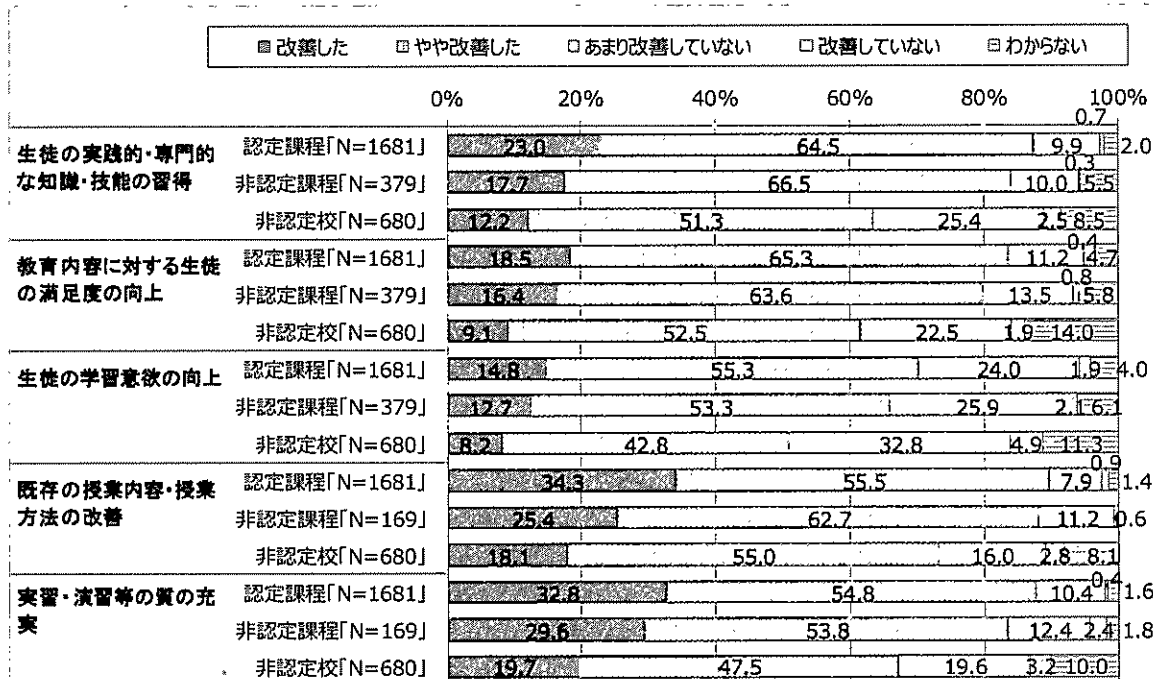 改善した やや改善した あまり改善していない 改善していない わからない
0% 20% 40% 60% 80% 100%
生徒の実践的・専門的な知識・技能の習得
0.7
認定課程「N=1681」 23.0 64.5 9.9 2.0
0.3
非認定課程「N=379」 17.7 66.5 10.0 5.5
非認定校「N=680」 12.2 51.3 25.4 2.5 8.5
教育内容に対する生徒の満足度の向上
0.4
認定課程「N=1681」 18.5 65.3 11.2 4.7
0.8
非認定課程「N=379」 16.4 63.6 13.5 5.8
非認定校「N=680」 9.1 52.5 22.5 1.9 14.0
生徒の学習意欲の向上
認定課程「N=1681」 14.8 55.3 24.0 1.9 4.0
非認定課程「N=379」 12.7 53.3 25.9 2.1 6.1
非認定校「N=680」 8.2 42.8 32.8 4.9 11.3
既存の授業内容・授業方法の改善
0.9
認定課程「N=1681」 34.3 55.5 7.9 1.4
非認定課程「N=169」 25.4 62.7 11.2 0.6
非認定校「N=680」 18.1 55.0 16.0 2.8 8.1
実習・演習等の質の充実
0.4
認定課程「N=1681」 32.8 54.8 10.4 1.6
非認定課程「N=169」 29.6 53.8 12.4 2.4 1.8
非認定校「N=680」 19.7 47.5 19.6 3.2 10.0